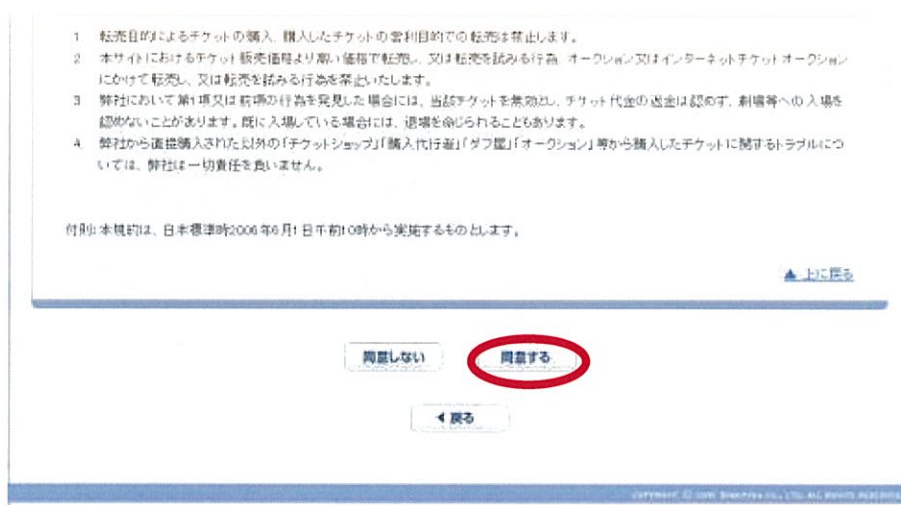 1 転売目的によるチケットの購入、購入したチケットの営利目的での転売は禁止します。
2 本サイトにおけるチケット販売価格より高い価格で転売し、又は転売を試みる行為、オークション又はインターネットチケットオークション
にかけて転売し、又は転売を試みる行為を禁止いたします。
3 弊社において第1項又は前項の行為を発見した場合には、当該チケットを無効とし、チケット代金の返金は認めず、劇場等への入場を
認めないことがあります。既に入場している場合には、退場を命じられることもあります。
4 弊社から直接購入された以外の「チケットショップ」「購入代行者」「ダフ屋」「オークション」等から購入したチケットに関するトラブルにつ
いては、弊社は一切責任を負いません。
付則:本規約は、日本標準時2006年6月1日午前10時から実施するものとします。
▲ 上に戻る
同意しない 同意する
◀ 戻る